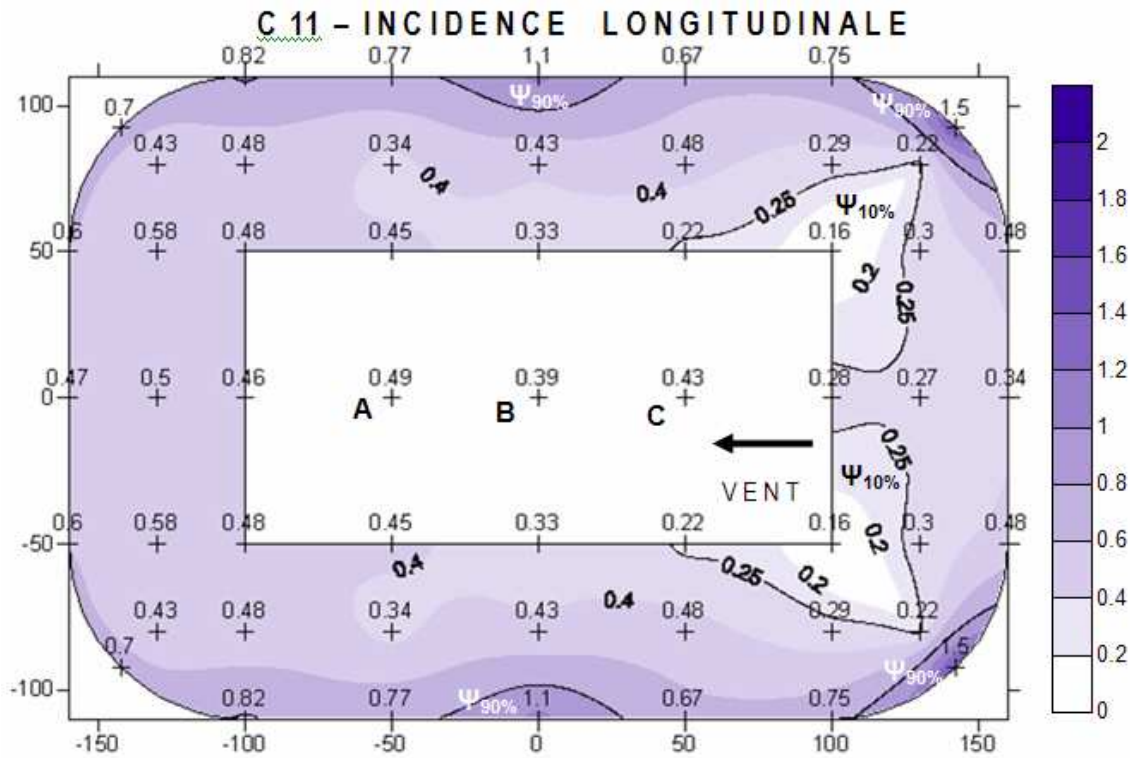 C 11 – INCIDENCE LONGITUDINALE
0.82 0.77 1.1 0.67 0.75
100 0.7 Ψ90% Ψ90% 1.5
0.43 0.48 0.34 0.43 0.48 0.29 0.22
0.4 0.4 0.25 Ψ10%
50 0.6 0.58 0.48 0.45 0.33 0.22 0.16 0.3 0.48
0.2 0.25
0 0.47 0.5 0.46 0.49 0.39 0.43 0.28 0.27 0.34
A B C
0.25
VENT Ψ10%
-50 0.6 0.58 0.48 0.45 0.33 0.22 0.16 0.3 0.48
0.4 0.25 0.2 0.2
0.43 0.48 0.34 0.43 0.4 0.48 0.29 0.22
-100 0.7 Ψ90% 1.5
0.82 0.77 Ψ90% 1.1 0.67 0.75
-150 -100 -50 0 50 100 150
2
1.8
1.6
1.4
1.2
1
0.8
0.6
0.4
0.2
0